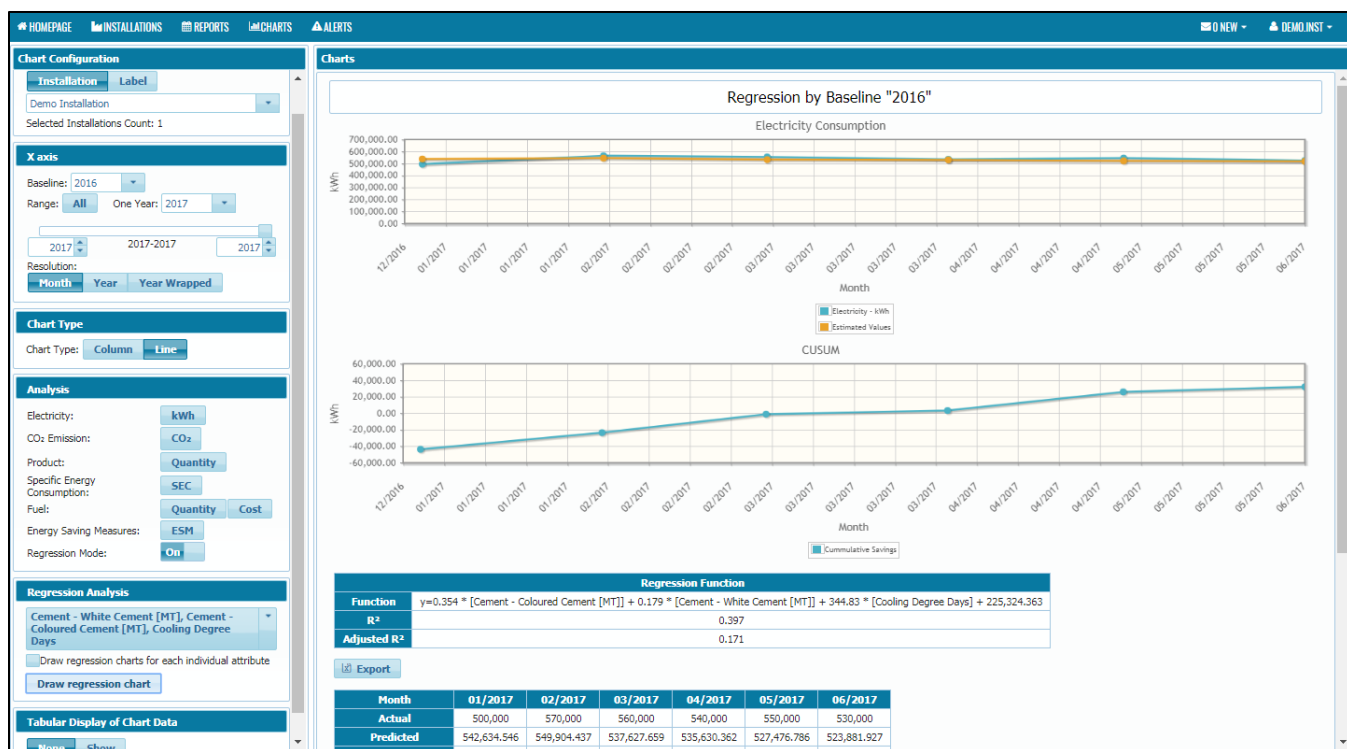 HOMEPAGE INSTALLATIONS REPORTS CHARTS ALERTS 0 NEW DEMO.INST
Chart Configuration
Installation Label
Demo Installation
Selected Installations Count: 1
X axis
Baseline: 2016
Range: All One Year: 2017
2017 2017-2017 2017
Resolution:
Month Year Year Wrapped
Chart Type
Chart Type: Column Line
Analysis
Electricity: kWh
CO₂ Emission: CO₂
Product: Quantity
Specific Energy
Consumption: SEC
Fuel: Quantity Cost
Energy Saving Measures: ESM
Regression Mode: On
Regression Analysis
Cement - White Cement [MT], Cement -
Coloured Cement [MT], Cooling Degree
Days
Draw regression charts for each individual attribute
Draw regression chart
Tabular Display of Chart Data
None Show
Charts
Regression by Baseline "2016"
Electricity Consumption
kWh
700,000.00
600,000.00
500,000.00
400,000.00
300,000.00
200,000.00
100,000.00
0.00
12/2016 01/2017 01/2017 01/2017 01/2017 02/2017 02/2017 02/2017 02/2017 03/2017 03/2017 03/2017 03/2017 03/2017 04/2017 04/2017 04/2017 04/2017 05/2017 05/2017 05/2017 05/2017 06/2017
Month
Electricity - kWh
Estimated Values
CUSUM
kWh
60,000.00
40,000.00
20,000.00
0.00
-20,000.00
-40,000.00
-60,000.00
12/2016 01/2017 01/2017 01/2017 01/2017 02/2017 02/2017 02/2017 02/2017 03/2017 03/2017 03/2017 03/2017 03/2017 04/2017 04/2017 04/2017 04/2017 05/2017 05/2017 05/2017 05/2017 06/2017
Month
Cummulative Savings
Regression Function
Function y=0.354 * [Cement - Coloured Cement [MT]] + 0.179 * [Cement - White Cement [MT]] + 344.83 * [Cooling Degree Days] + 225,324.363
R² 0.397
Adjusted R² 0.171
Export
Month 01/2017 02/2017 03/2017 04/2017 05/2017 06/2017
Actual 500,000 570,000 560,000 540,000 550,000 530,000
Predicted 542,634.546 549,904.437 537,627.659 535,630.362 527,476.786 523,881.927